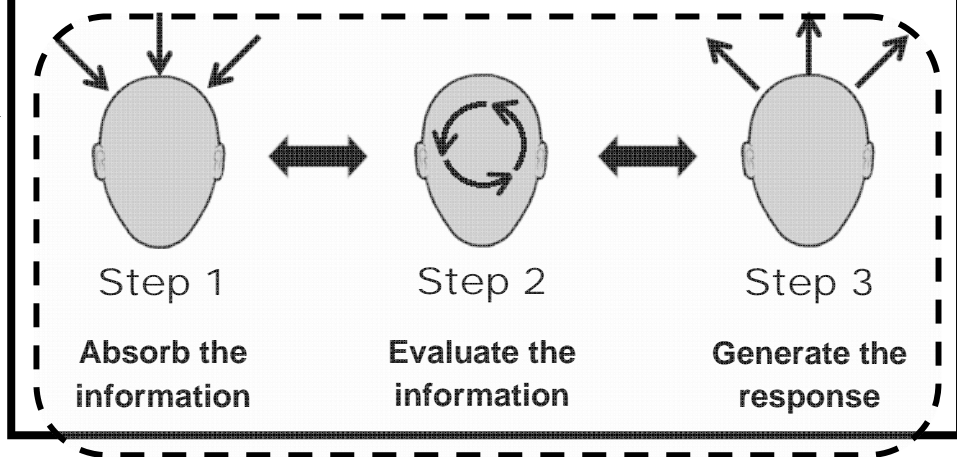 Step 1
Step 2
Step 3
Absorb the
information
Evaluate the
information
Generate the
response